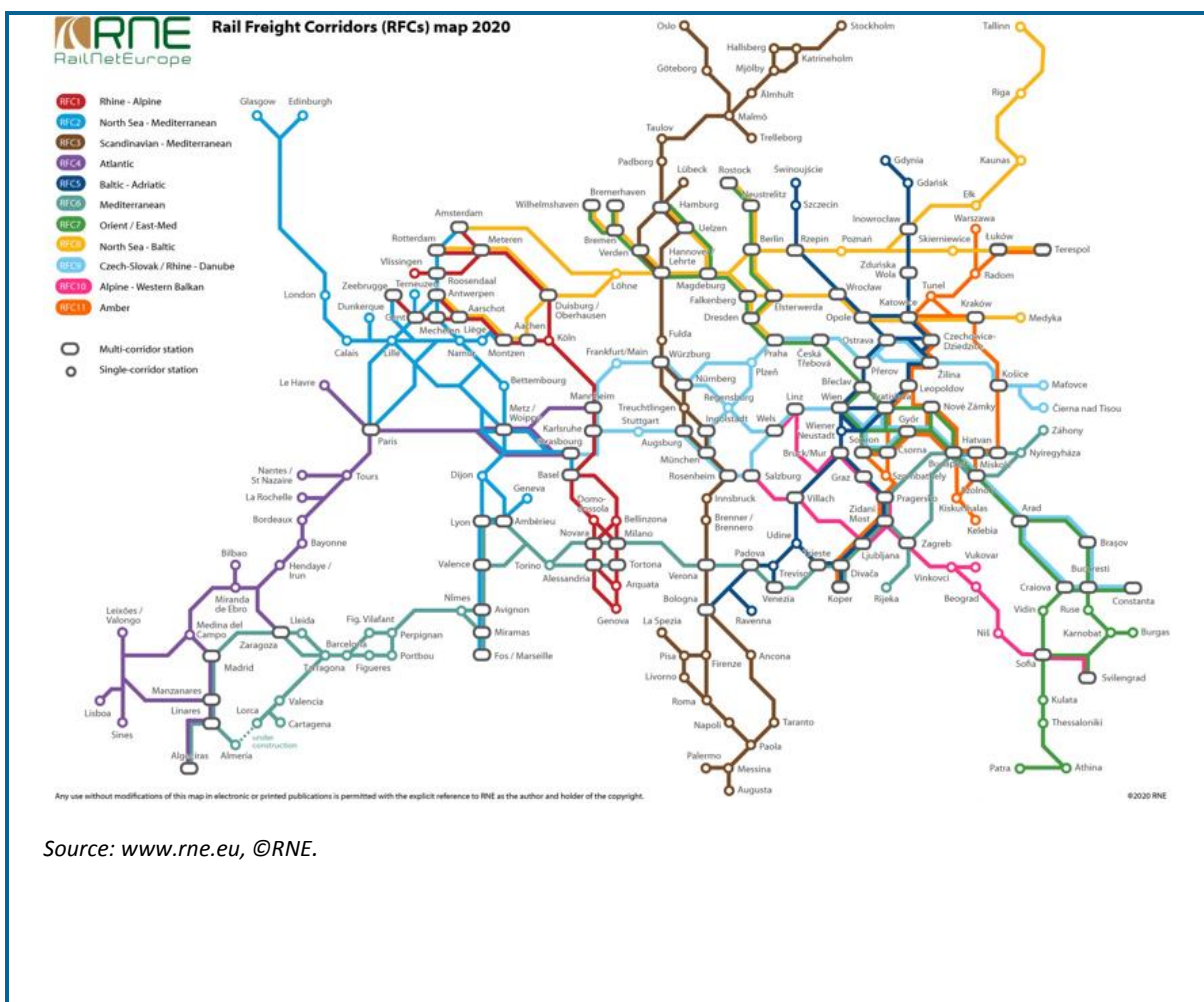 RNE
RailNetEurope
Rail Freight Corridors (RFCs) map 2020
RFC1 Rhine - Alpine
RFC2 North Sea - Mediterranean
RFC3 Scandinavian - Mediterranean
RFC4 Atlantic
RFC5 Baltic - Adriatic
RFC6 Mediterranean
RFC7 Orient / East-Med
RFC8 North Sea - Baltic
RFC9 Czech-Slovak / Rhine - Danube
RFC10 Alpine - Western Balkan
RFC11 Amber
Multi-corridor station
Single-corridor station
Oslo
Stockholm
Tallinn
Hallsberg
Katrineholm
Göteborg
Mjölby
Älmhult
Riga
Glasgow
Edinburgh
Malmö
Taulov
Trelleborg
Padborg
Kaunas
Lübeck
Rostock
Świnoujście
Gdynia
Gdańsk
Ełk
Bremerhaven
Wilhelmshaven
Hamburg
Neustrelitz
Szczecin
Inowrocław
Warszawa
Amsterdam
Uelzen
Bremen
Verden
Hannover/
Lehrte
Berlin
Rzepin
Poznań
Skierniewice
Łuków
Terespol
Rotterdam
Meteren
Vlissingen
Terneuzen
Roosendaal
Zeebrugge
Löhne
Magdeburg
Zduńska
Wola
Radom
London
Dunkerque
Antwerpen
Gent
Mechelen
Aarschot
Liège
Aachen
Montzen
Duisburg /
Oberhausen
Köln
Falkenberg
Dresden
Elsterwerda
Wrocław
Opole
Katowice
Tunel
Kraków
Medyka
Calais
Lille
Namur
Fulda
Frankfurt/Main
Würzburg
Praha
Plzeň
Česká
Třebová
Ostrava
Czechowice-
Dziedzice
Le Havre
Bettembourg
Mannheim
Nürnberg
Regensburg
Přerov
Žilina
Košice
Maťovce
Čierna nad Tisou
Metz /
Woippy
Karlsruhe
Strasbourg
Treuchtlingen
Stuttgart
Ingolstadt
Augsburg
Linz
Wels
Břeclav
Wien
Bratislava
Leopoldov
Nové Zámky
Paris
Basel
München
Rosenheim
Salzburg
Wiener
Neustadt
Bruck/Mur
Sopron
Győr
Csorna
Hatvan
Záhony
Nyíregyháza
Miskolc
Nantes /
St Nazaire
Tours
Dijon
Geneva
Innsbruck
Graz
Szombathely
Budapest
Szolnok
La Rochelle
Bordeaux
Lyon
Ambérieu
Domo-
dossola
Bellinzona
Brenner /
Brennero
Villach
Pragersko
Zidani
Most
Kiskunhalas
Kelebia
Arad
Brașov
Bayonne
Novara
Milano
Udine
Bilbao
Hendaye /
Irun
Valence
Torino
Alessandria
Tortona
Verona
Padova
Treviso
Trieste
Divača
Ljubljana
Zagreb
Vukovar
Vinkovci
Bucuresti
Miranda
de Ebro
Nîmes
Avignon
Arquata
Genova
Bologna
Venezia
Koper
Rijeka
Beograd
Craiova
Constanta
Leixões /
Valongo
Medina del
Campo
Lleida
Fig. Vilafant
Perpignan
Miramas
Ravenna
Vidin
Ruse
Zaragoza
Barcelona
Tarragona
Figueres
Portbou
Fos / Marseille
La Spezia
Pisa
Firenze
Ancona
Niš
Sofia
Karnobat
Burgas
Madrid
Livorno
Svilengrad
Manzanares
Valencia
Roma
Kulata
Lisboa
Sines
Linares
Lorca
Cartagena
Napoli
Taranto
Thessaloniki
under
construction
Algeciras
Almería
Paola
Palermo
Messina
Augusta
Patra
Athina
Any use without modifications of this map in electronic or printed publications is permitted with the explicit reference to RNE as the author and holder of the copyright.
©2020 RNE
Source: www.rne.eu, ©RNE.